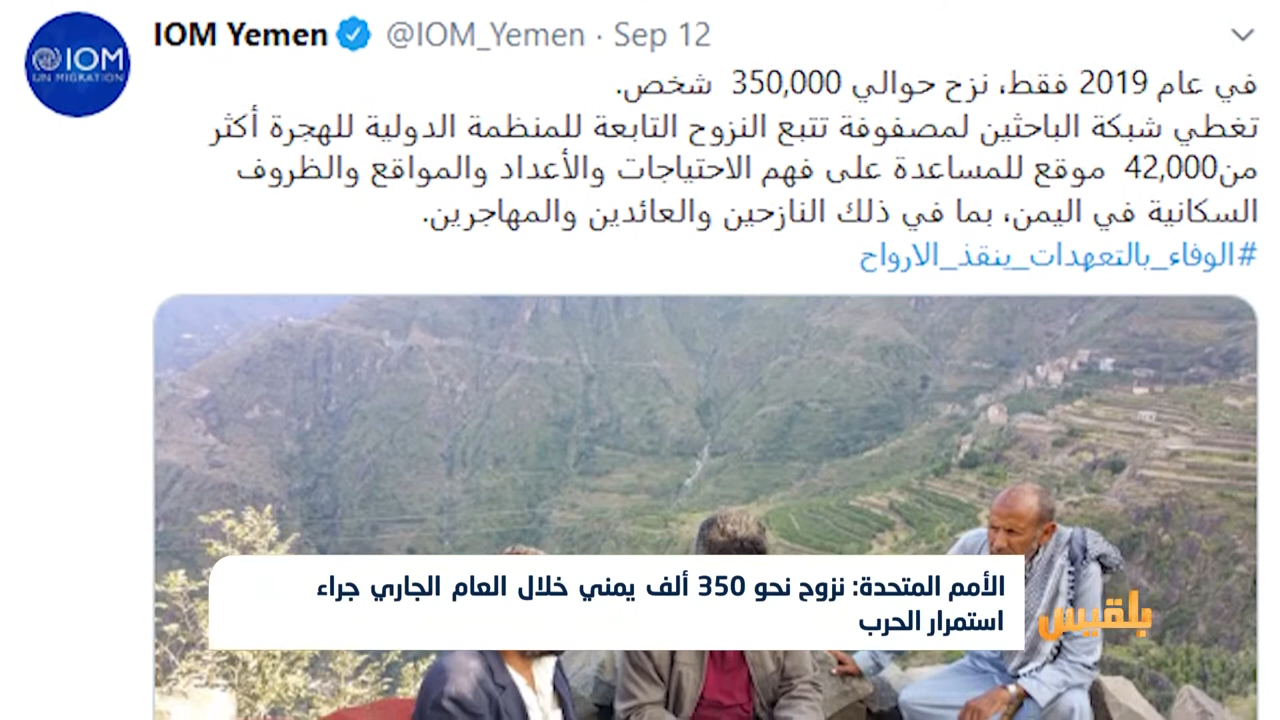 IOM Yemen @IOM_Yemen · Sep 12
IOM
UN MIGRATION
في عام 2019 فقط، نزح حوالي 350,000 شخص.
تغطي شبكة الباحثين لمصفوفة تتبع النزوح التابعة للمنظمة الدولية للهجرة أكثر
من42,000 موقع للمساعدة على فهم الاحتياجات والأعداد والمواقع والظروف
السكانية في اليمن، بما في ذلك النازحين والعائدين والمهاجرين.
#الوفاء_بالتعهدات_ينقذ_الارواح
الأمم المتحدة: نزوح نحو 350 ألف يمني خلال العام الجاري جراء
استمرار الحرب
بلقيس